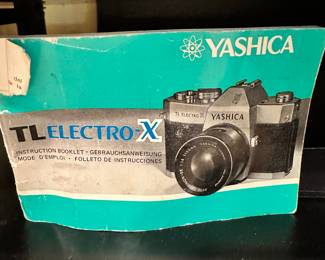 YASHICA
TL ELECTRO X
YASHICA
TL ELECTRO-X
INSTRUCTION BOOKLET - GEBRAUCHSANWEISUNG
MODE D'EMPLOI - FOLLETO DE INSTRUCCIONES